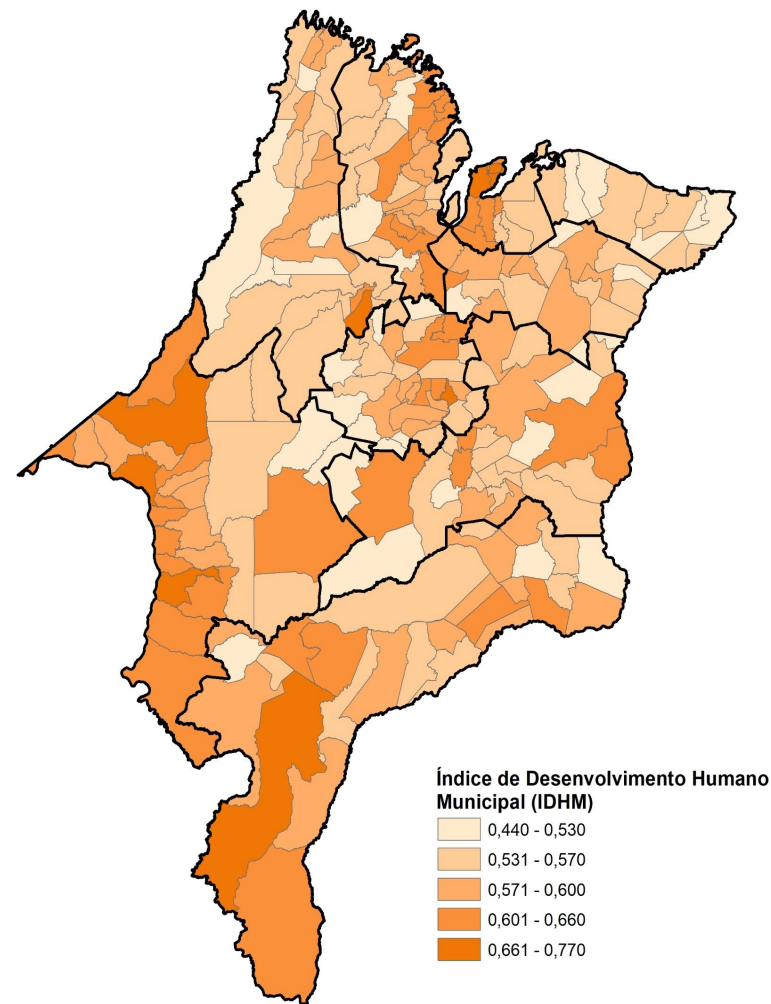 Índice de Desenvolvimento Humano
Municipal (IDHM)
0,440 - 0,530
0,531 - 0,570
0,571 - 0,600
0,601 - 0,660
0,661 - 0,770